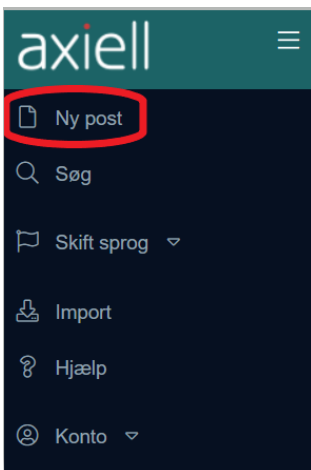 axiell
Ny post
Søg
Skift sprog
Import
Hjælp
Konto